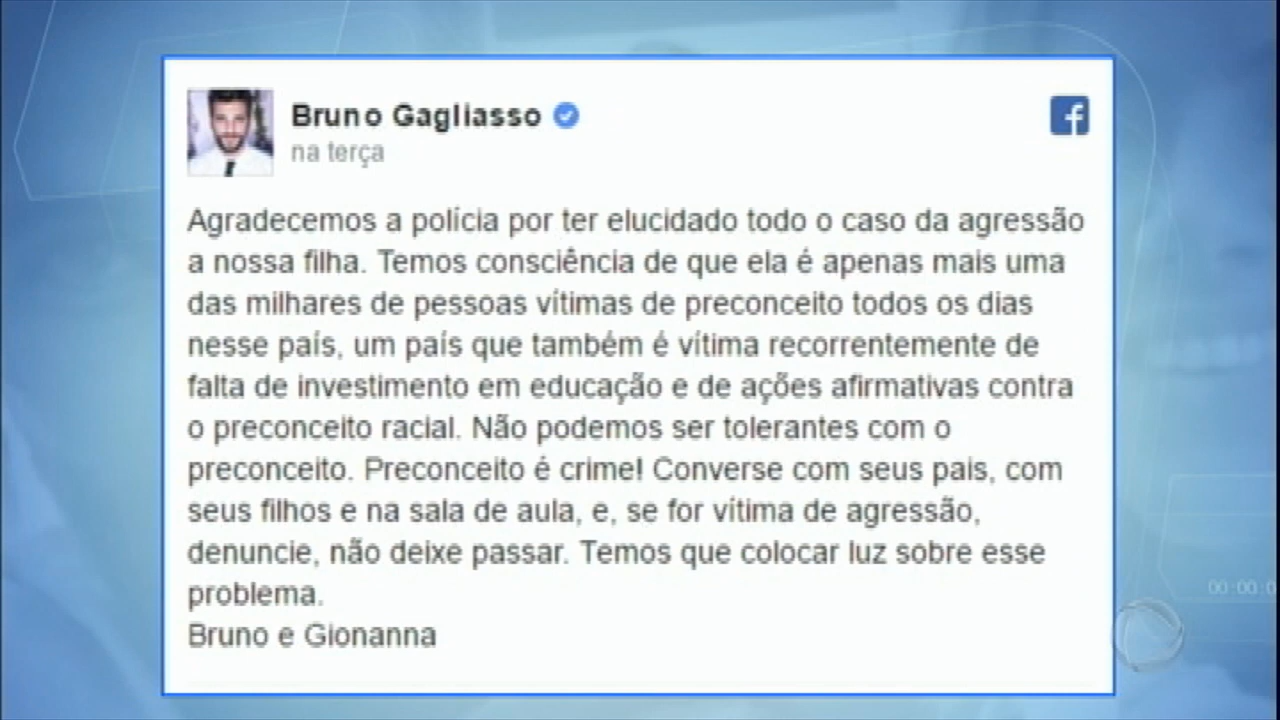 Bruno Gagliasso
na terça
Agradecemos a polícia por ter elucidado todo o caso da agressão
a nossa filha. Temos consciência de que ela é apenas mais uma
das milhares de pessoas vítimas de preconceito todos os dias
nesse país, um país que também é vítima recorrentemente de
falta de investimento em educação e de ações afirmativas contra
o preconceito racial. Não podemos ser tolerantes com o
preconceito. Preconceito é crime! Converse com seus pais, com
seus filhos e na sala de aula, e, se for vítima de agressão,
denuncie, não deixe passar. Temos que colocar luz sobre esse
problema.
Bruno e Gionanna
00:00:0